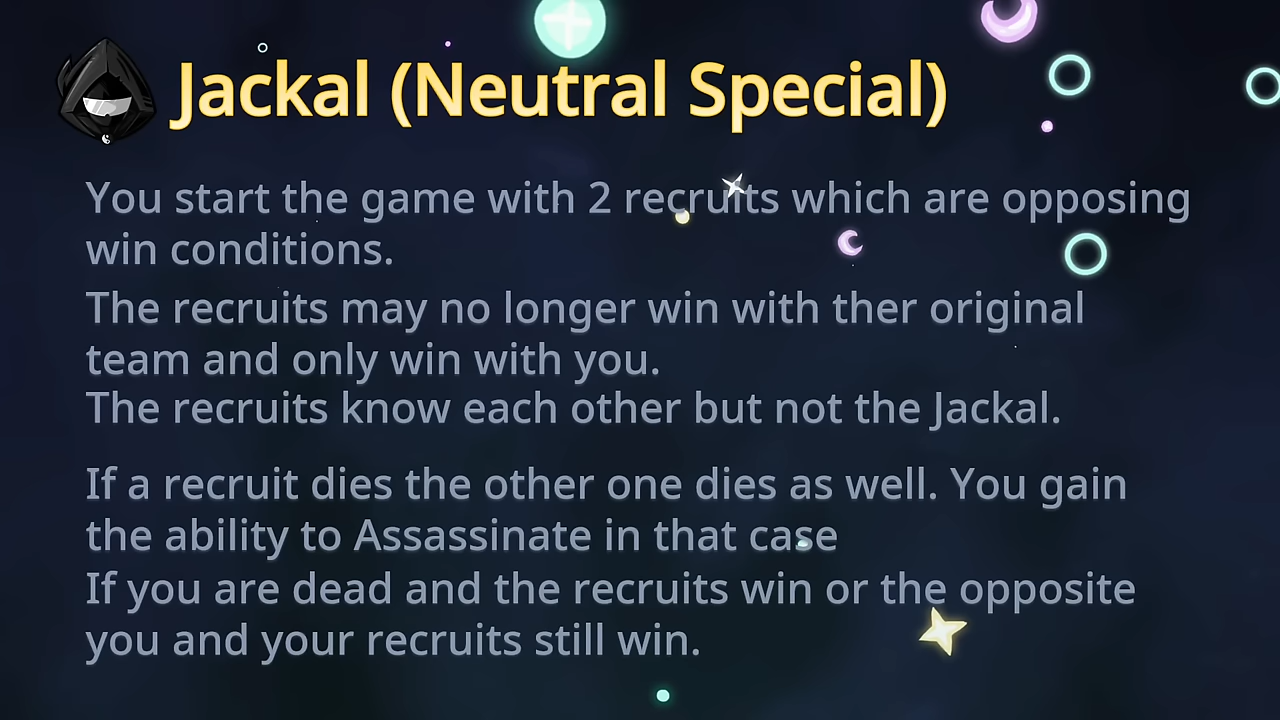 Jackal (Neutral Special)
You start the game with 2 recruits which are opposing
win conditions.
The recruits may no longer win with ther original
team and only win with you.
The recruits know each other but not the Jackal.
If a recruit dies the other one dies as well. You gain
the ability to Assassinate in that case
If you are dead and the recruits win or the opposite
you and your recruits still win.